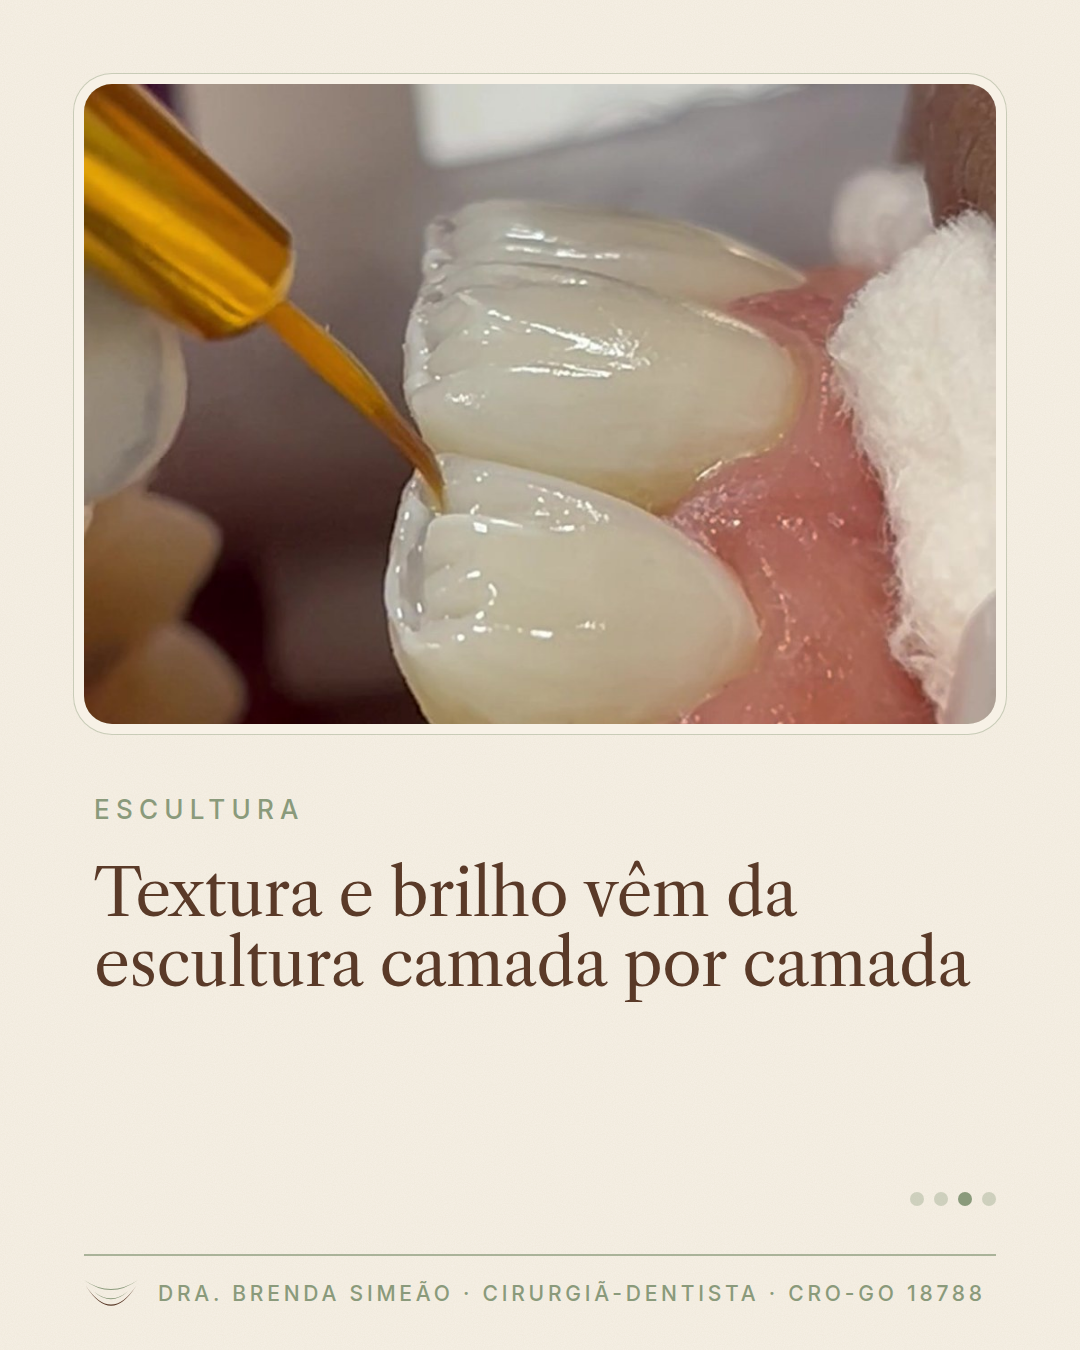 ESCULTURA
Textura e brilho vêm da
escultura camada por camada
DRA. BRENDA SIMEÃO · CIRURGIÃ-DENTISTA · CRO-GO 18788